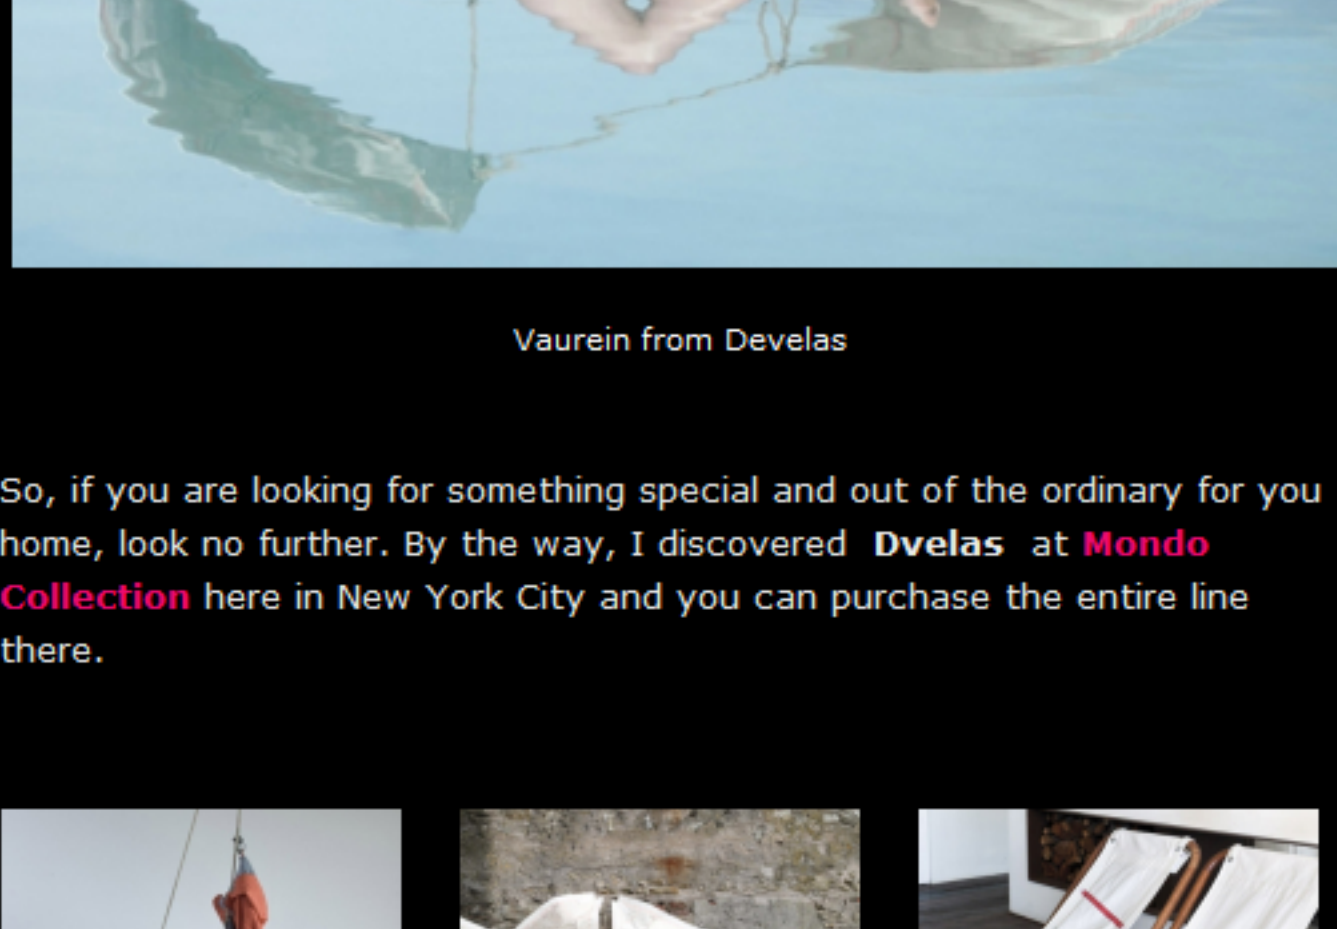 Vaurein from Develas
So, if you are looking for something special and out of the ordinary for you
home, look no further. By the way, I discovered  Dvelas  at Mondo
Collection here in New York City and you can purchase the entire line
there.